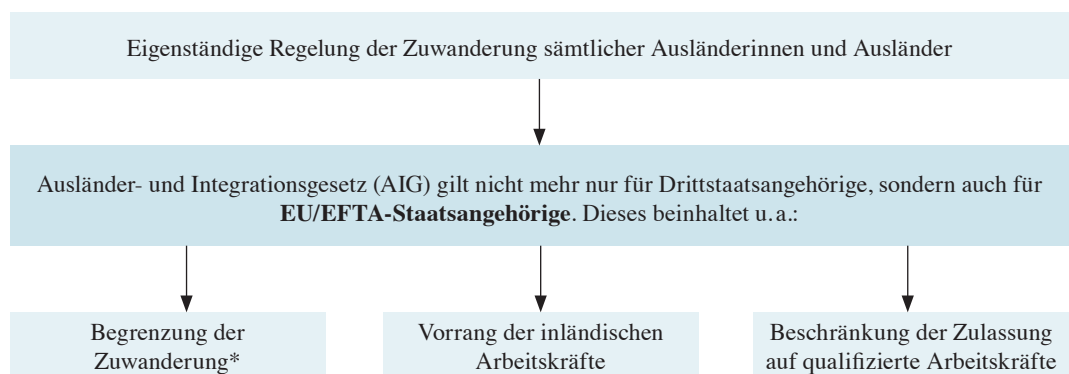 Eigenständige Regelung der Zuwanderung sämtlicher Ausländerinnen und Ausländer
Ausländer- und Integrationsgesetz (AIG) gilt nicht mehr nur für Drittstaatsangehörige, sondern auch für
EU/EFTA-Staatsangehörige. Dieses beinhaltet u. a.:
Begrenzung der
Zuwanderung*
Vorrang der inländischen
Arbeitskräfte
Beschränkung der Zulassung
auf qualifizierte Arbeitskräfte